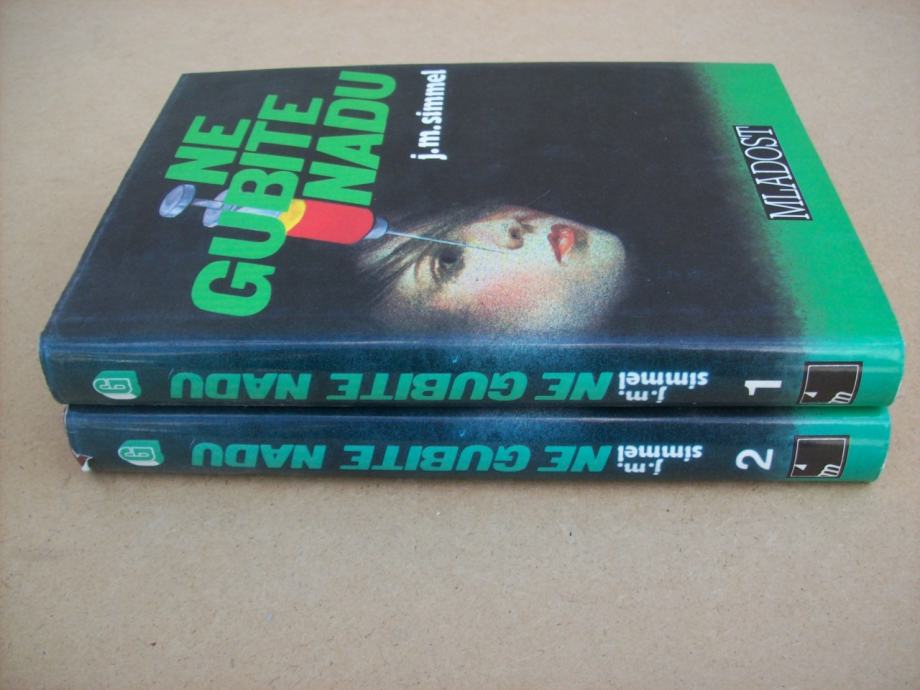 NE
GUBITE
NADU
j.m.simmel
MLADOST
j.m.
simmel
NE GUBITE NADU
1
m
j.m.
simmel
NE GUBITE NADU
2
m